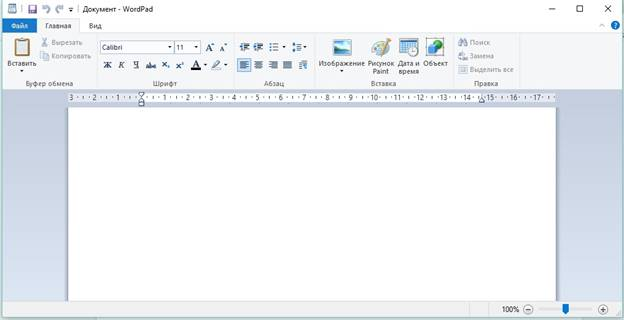 Документ - WordPad
Файл Главная Вид
Вставить
Вырезать
Копировать
Буфер обмена
Calibri 11
Ж К Ч abc X₂ X² A
Шрифт
Абзац
Изображение
Рисунок Paint
Дата и время
Объект
Вставка
Поиск
Замена
Выделить все
Правка
3 2 1 1 2 3 4 5 6 7 8 9 10 11 12 13 14 15 16 17
100%